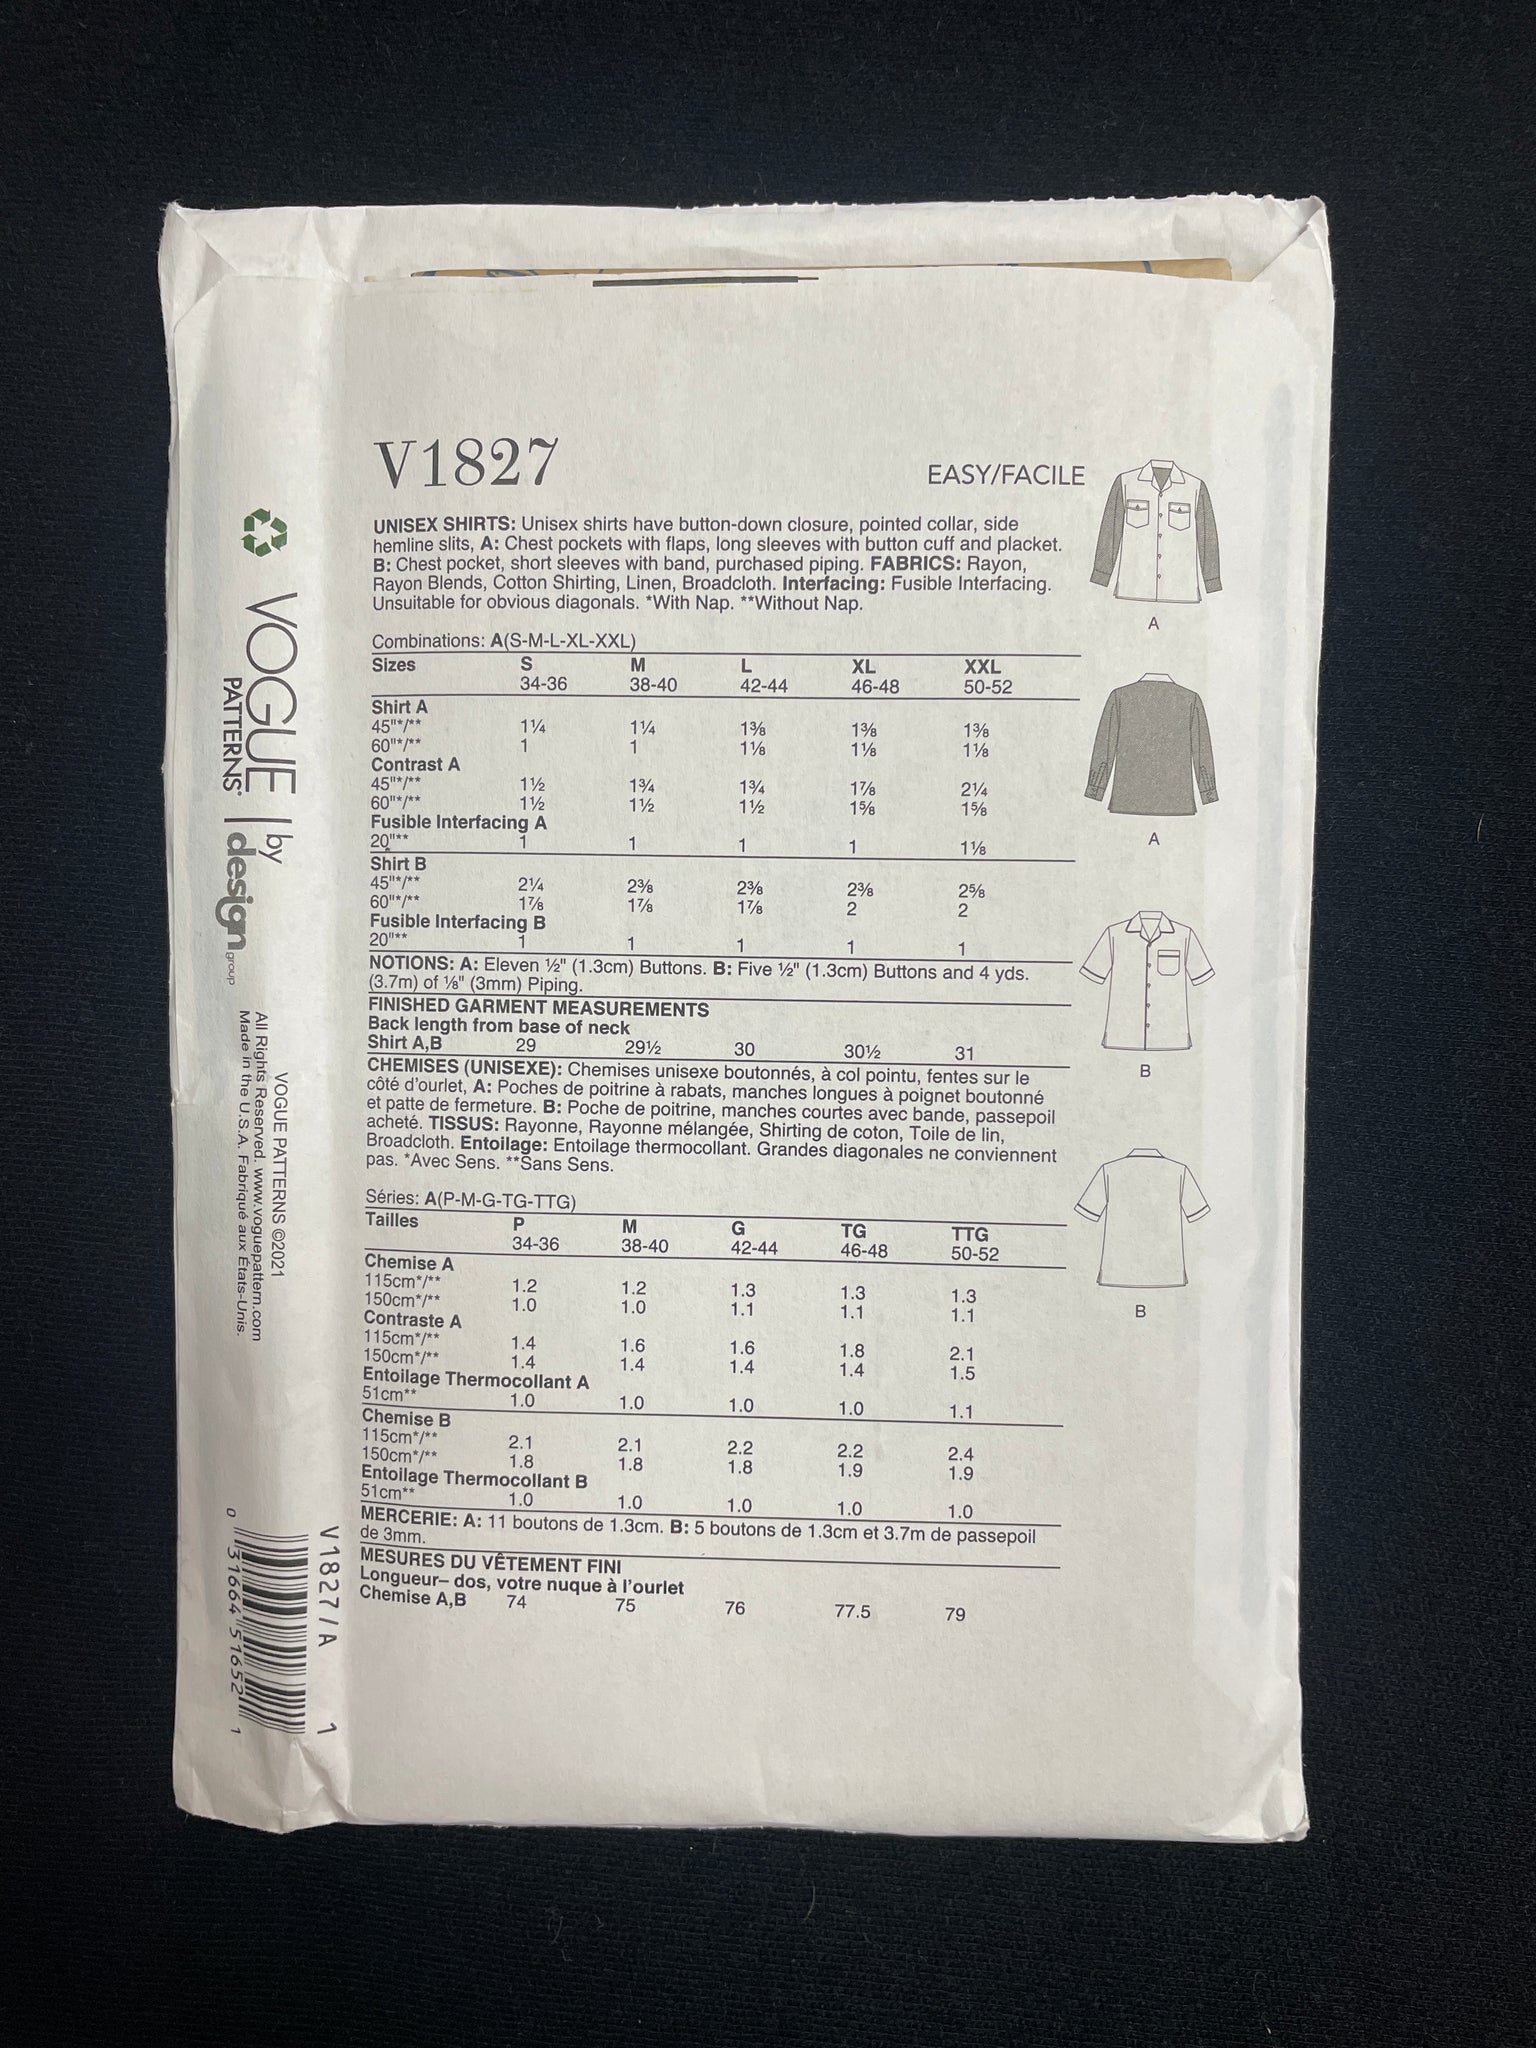 V1827
EASY/FACILE
UNISEX SHIRTS: Unisex shirts have button-down closure, pointed collar, side
hemline slits, A: Chest pockets with flaps, long sleeves with button cuff and placket.
B: Chest pocket, short sleeves with band, purchased piping. FABRICS: Rayon,
Rayon Blends, Cotton Shirting, Linen, Broadcloth. Interfacing: Fusible Interfacing.
Unsuitable for obvious diagonals. *With Nap. **Without Nap.
Combinations: A(S-M-L-XL-XXL)
Sizes S M L XL XXL
34-36 38-40 42-44 46-48 50-52
Shirt A
45"*/** 1¼ 1¼ 1⅜ 1⅜ 1⅜
60"*/** 1 1 1⅛ 1⅛ 1⅛
Contrast A
45"*/** 1½ 1¾ 1¾ 1⅞ 2¼
60"*/** 1½ 1½ 1½ 1⅝ 1⅝
Fusible Interfacing A
20"** 1 1 1 1 1⅛
Shirt B
45"*/** 2¼ 2⅜ 2⅜ 2⅜ 2⅝
60"*/** 1⅞ 1⅞ 1⅞ 2 2
Fusible Interfacing B
20"** 1 1 1 1 1
NOTIONS: A: Eleven ½" (1.3cm) Buttons. B: Five ½" (1.3cm) Buttons and 4 yds.
(3.7m) of ⅛" (3mm) Piping.
FINISHED GARMENT MEASUREMENTS
Back length from base of neck
Shirt A,B 29 29½ 30 30½ 31
CHEMISES (UNISEXE): Chemises unisexe boutonnés, à col pointu, fentes sur le
côté d'ourlet, A: Poches de poitrine à rabats, manches longues à poignet boutonné
et patte de fermeture. B: Poche de poitrine, manches courtes avec bande, passepoil
acheté. TISSUS: Rayonne, Rayonne mélangée, Shirting de coton, Toile de lin,
Broadcloth. Entoilage: Entoilage thermocollant. Grandes diagonales ne conviennent
pas. *Avec Sens. **Sans Sens.
Séries: A(P-M-G-TG-TTG)
Tailles P M G TG TTG
34-36 38-40 42-44 46-48 50-52
Chemise A
115cm*/** 1.2 1.2 1.3 1.3 1.3
150cm*/** 1.0 1.0 1.1 1.1 1.1
Contraste A
115cm*/** 1.4 1.6 1.6 1.8 2.1
150cm*/** 1.4 1.4 1.4 1.4 1.5
Entoilage Thermocollant A
51cm** 1.0 1.0 1.0 1.0 1.1
Chemise B
115cm*/** 2.1 2.1 2.2 2.2 2.4
150cm*/** 1.8 1.8 1.8 1.9 1.9
Entoilage Thermocollant B
51cm** 1.0 1.0 1.0 1.0 1.0
MERCERIE: A: 11 boutons de 1.3cm. B: 5 boutons de 1.3cm et 3.7m de passepoil
de 3mm.
MESURES DU VÊTEMENT FINI
Longueur– dos, votre nuque à l'ourlet
Chemise A,B 74 75 76 77.5 79
A
A
B
B
VOGUE
PATTERNS®
by
design
group
VOGUE PATTERNS ©2021
All Rights Reserved. www.voguepattern.com
Made in the U.S.A. Fabriqué aux États-Unis.
V1827/A 1
0 31664 51652 1